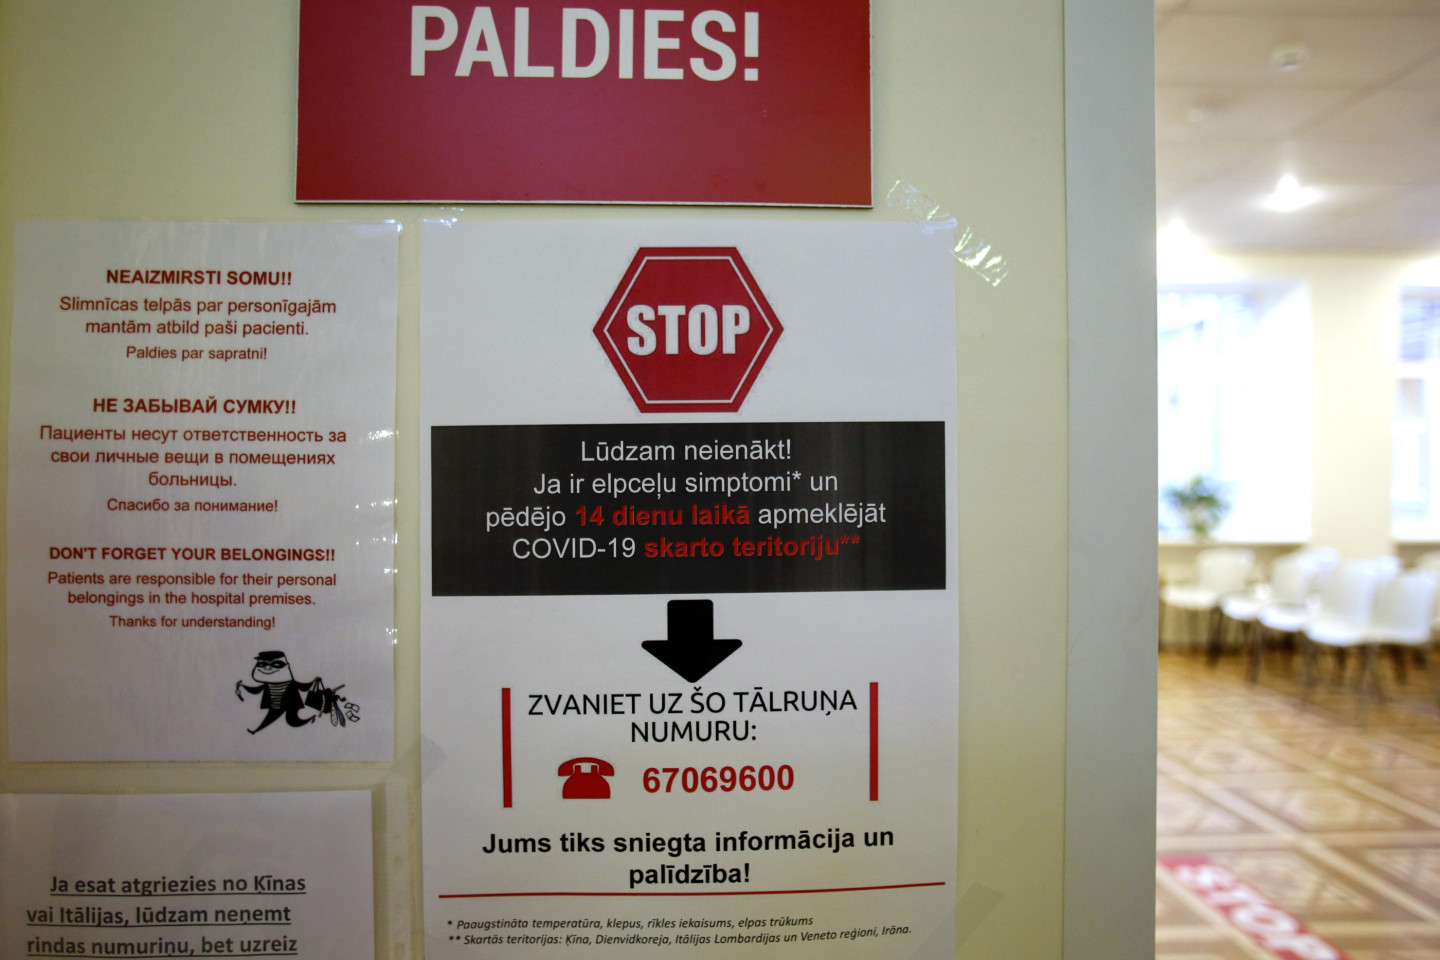 PALDIES!
NEAIZMIRSTI SOMU!!
Slimnīcas telpās par personīgajām
mantām atbild paši pacienti.
Paldies par sapratni!
НЕ ЗАБЫВАЙ СУМКУ!!
Пациенты несут ответственность за
свои личные вещи в помещениях
больницы.
Спасибо за понимание!
DON'T FORGET YOUR BELONGINGS!!
Patients are responsible for their personal
belongings in the hospital premises.
Thanks for understanding!
Ja esat atgriezies no Ķīnas
vai Itālijas, lūdzam neņemt
rindas numuriņu, bet uzreiz
STOP
Lūdzam neienākt!
Ja ir elpceļu simptomi* un
pēdējo 14 dienu laikā apmeklējāt
COVID-19 skarto teritoriju**
ZVANIET UZ ŠO TĀLRUŅA
NUMURU:
67069600
Jums tiks sniegta informācija un
palīdzība!
* Paaugstināta temperatūra, klepus, rīkles iekaisums, elpas trūkums
** Skartās teritorijas: Ķīna, Dienvidkoreja, Itālijas Lombardijas un Veneto reģioni, Irāna.
STOP